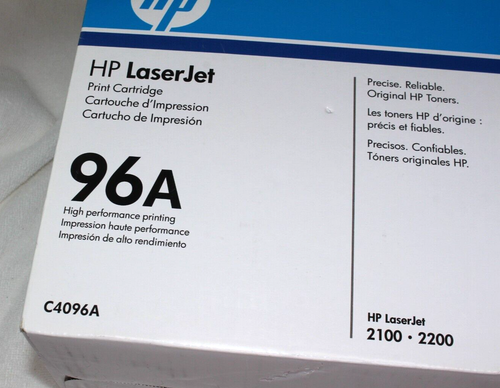 hp
HP LaserJet
Print Cartridge
Cartouche d'Impression
Cartucho de Impresión
96A
High performance printing
Impression haute performance
Impresión de alto rendimiento
C4096A
Precise. Reliable.
Original HP Toners.
Les toners HP d'origine :
précis et fiables.
Precisos. Confiables.
Tóners originales HP.
HP LaserJet
2100 • 2200